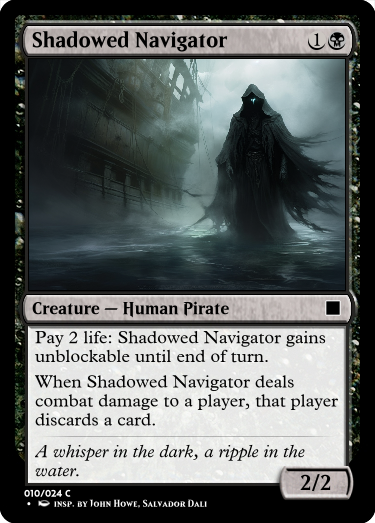 Shadowed Navigator 1
Creature — Human Pirate
Pay 2 life: Shadowed Navigator gains
unblockable until end of turn.
When Shadowed Navigator deals
combat damage to a player, that player
discards a card.
A whisper in the dark, a ripple in the
water.
2/2
010/024 C
• insp. by John Howe, Salvador Dali